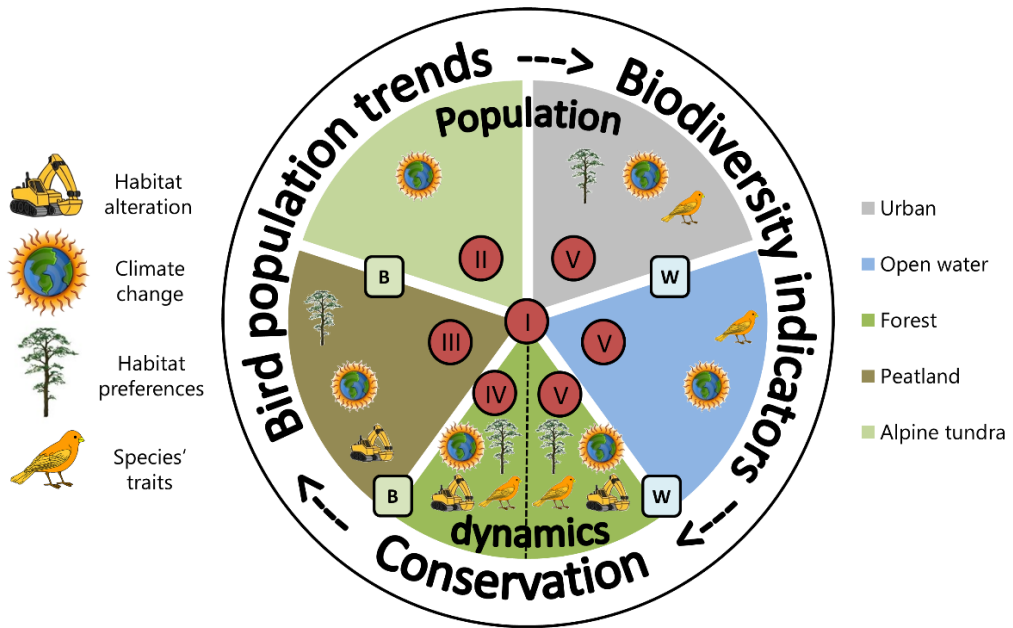 Habitat
alteration
Climate
change
Habitat
preferences
Species'
traits
Bird population trends --->
Biodiversity indicators --->
Conservation --->
Population
dynamics
B
W
B
W
II
V
I
III
V
IV
V
Urban
Open water
Forest
Peatland
Alpine tundra